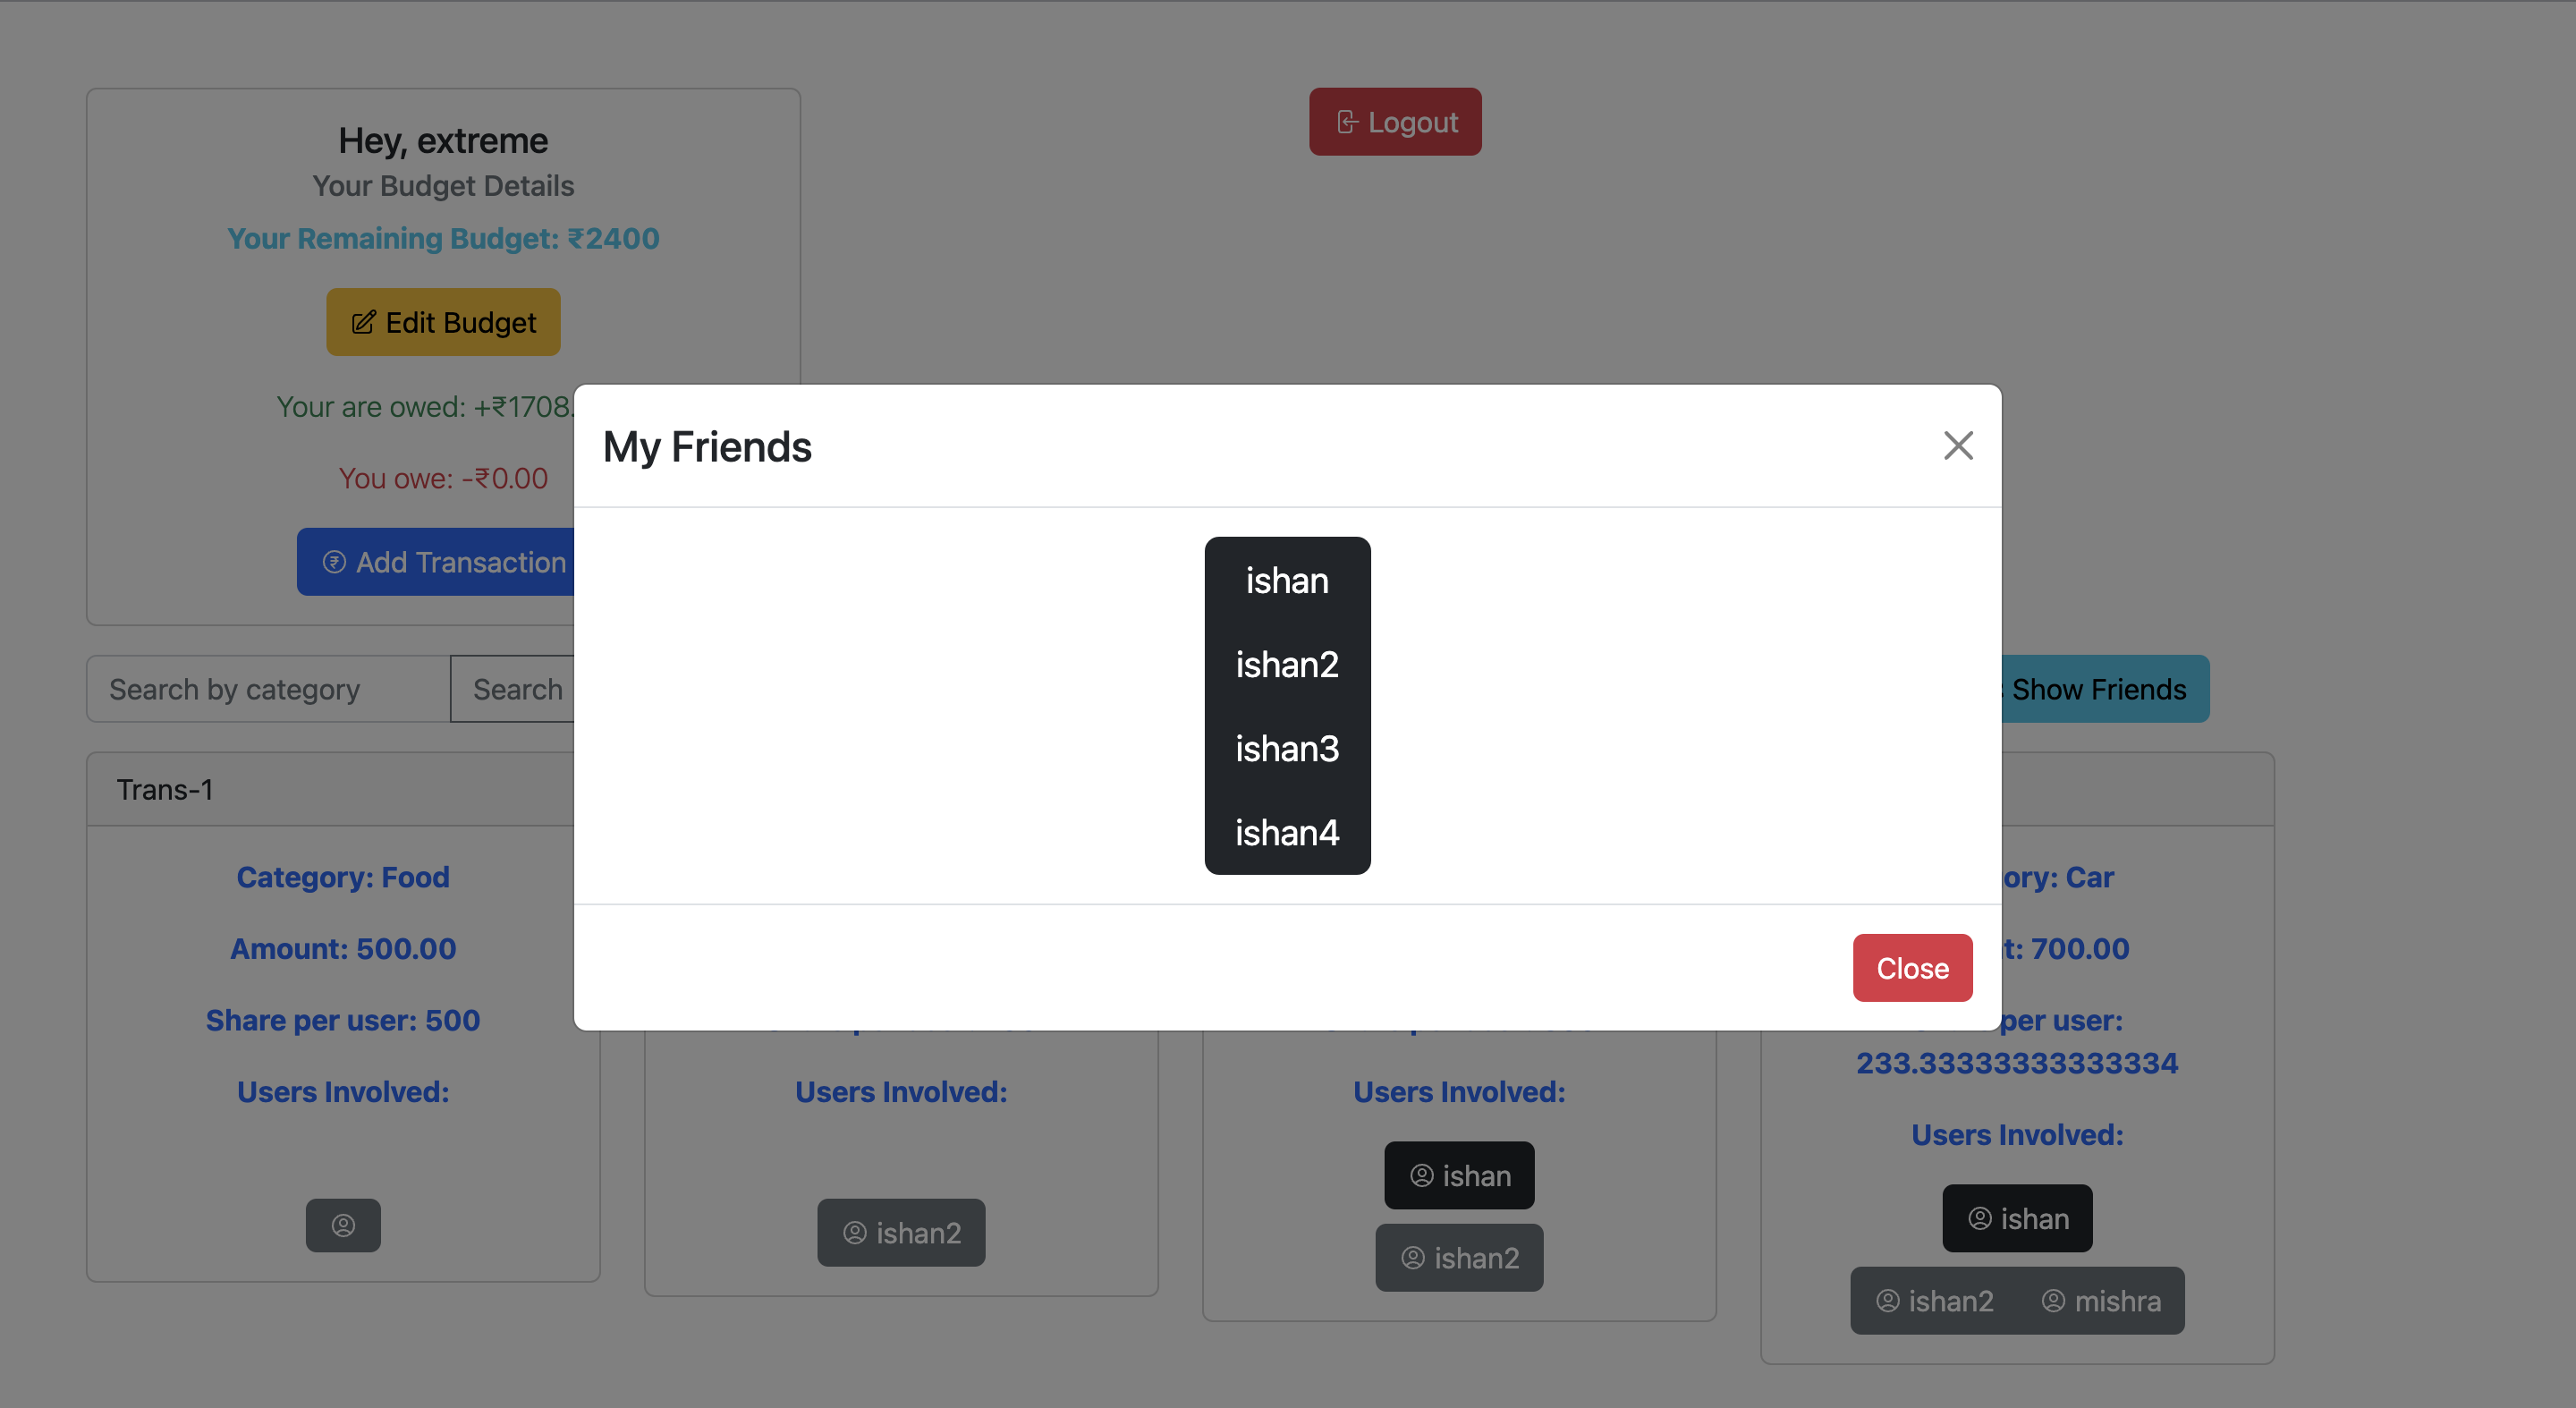 Hey, extreme
Your Budget Details
Your Remaining Budget: ₹2400
Edit Budget
Your are owed: +₹1708.
You owe: -₹0.00
Add Transaction
Logout
My Friends
ishan
ishan2
ishan3
ishan4
Close
Search by category
Search
Show Friends
Trans-1
Category: Food
Amount: 500.00
Share per user: 500
Users Involved:
Users Involved:
ishan2
Users Involved:
ishan
ishan2
ory: Car
t: 700.00
per user:
233.33333333333334
Users Involved:
ishan
ishan2 mishra